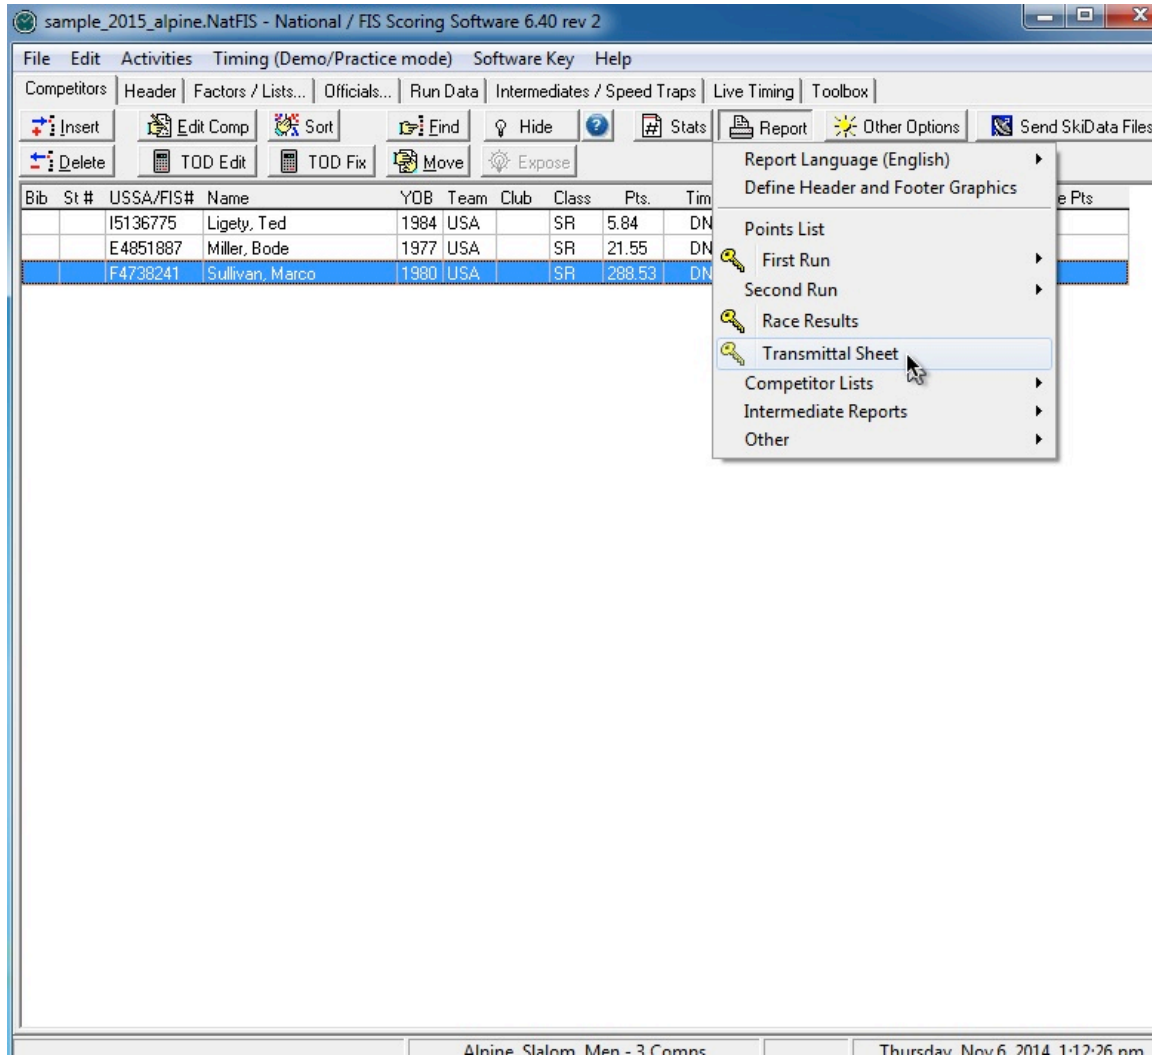 sample_2015_alpine.NatFIS - National / FIS Scoring Software 6.40 rev 2
File Edit Activities Timing (Demo/Practice mode) Software Key Help
Competitors Header Factors / Lists... Officials... Run Data Intermediates / Speed Traps Live Timing Toolbox
Insert Edit Comp Sort Find Hide ? # Stats Report Other Options Send SkiData Files
Delete TOD Edit TOD Fix Move Expose
Bib St # USSA/FIS# Name YOB Team Club Class Pts. Tim e Pts
I5136775 Ligety, Ted 1984 USA SR 5.84 DN
E4851887 Miller, Bode 1977 USA SR 21.55 DN
F4738241 Sullivan, Marco 1980 USA SR 288.53 DN
Report Language (English)
Define Header and Footer Graphics
Points List
First Run
Second Run
Race Results
Transmittal Sheet
Competitor Lists
Intermediate Reports
Other
Alpine, Slalom, Men - 3 Comps Thursday, Nov 6, 2014 1:12:26 pm